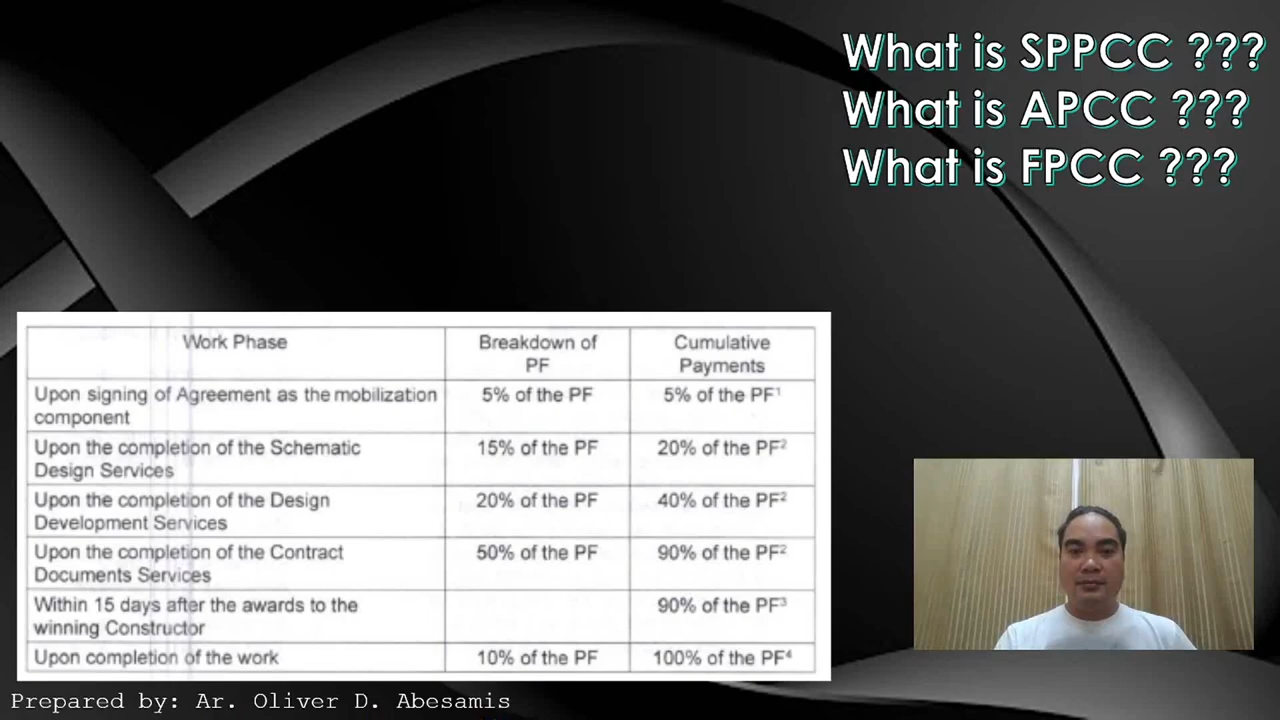 What is SPPCC ???
What is APCC ???
What is FPCC ???
Work Phase
Breakdown of
PF
Cumulative
Payments
Upon signing of Agreement as the mobilization
component
5% of the PF
5% of the PF¹
Upon the completion of the Schematic
Design Services
15% of the PF
20% of the PF²
Upon the completion of the Design
Development Services
20% of the PF
40% of the PF²
Upon the completion of the Contract
Documents Services
50% of the PF
90% of the PF²
Within 15 days after the awards to the
winning Constructor
90% of the PF³
Upon completion of the work
10% of the PF
100% of the PF⁴
Prepared by: Ar. Oliver D. Abesamis